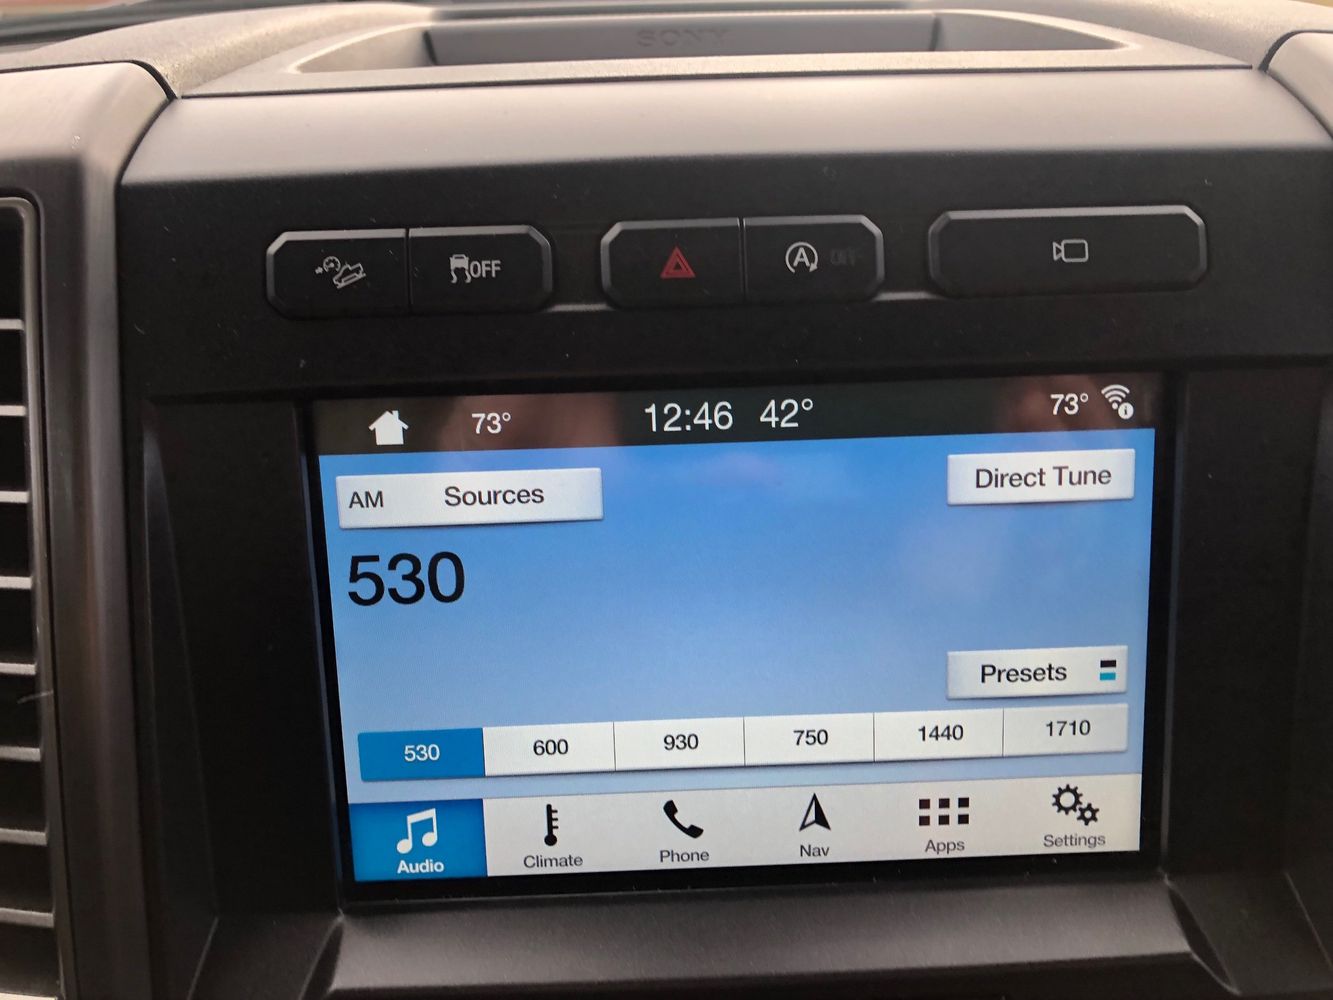 SONY
OFF
A OFF
73° 12:46 42° 73°
AM Sources
Direct Tune
530
Presets
530 600 930 750 1440 1710
Audio Climate Phone Nav Apps Settings